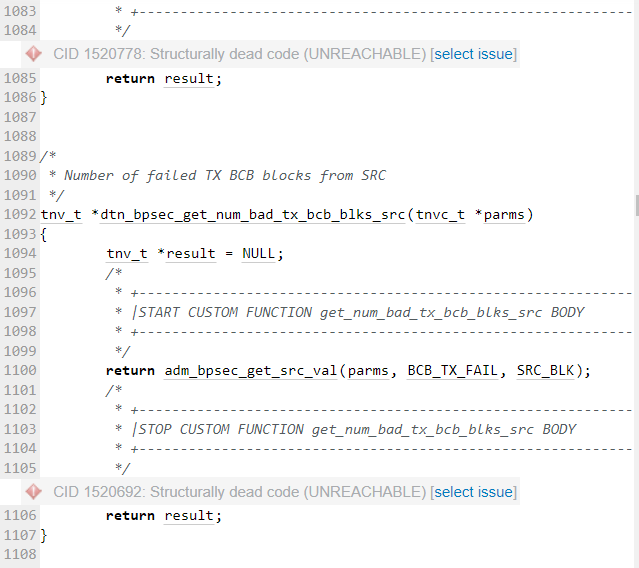 1083 * +---------------------------------------------------------------
1084 */
CID 1520778: Structurally dead code (UNREACHABLE) [select issue]
1085 return result;
1086 }
1087
1088
1089 /*
1090 * Number of failed TX BCB blocks from SRC
1091 */
1092 tnv_t *dtn_bpsec_get_num_bad_tx_bcb_blks_src(tnvc_t *parms)
1093 {
1094 tnv_t *result = NULL;
1095 /*
1096 * +---------------------------------------------------------------
1097 * |START CUSTOM FUNCTION get_num_bad_tx_bcb_blks_src BODY
1098 * +---------------------------------------------------------------
1099 */
1100 return adm_bpsec_get_src_val(parms, BCB_TX_FAIL, SRC_BLK);
1101 /*
1102 * +---------------------------------------------------------------
1103 * |STOP CUSTOM FUNCTION get_num_bad_tx_bcb_blks_src BODY
1104 * +---------------------------------------------------------------
1105 */
CID 1520692: Structurally dead code (UNREACHABLE) [select issue]
1106 return result;
1107 }
1108